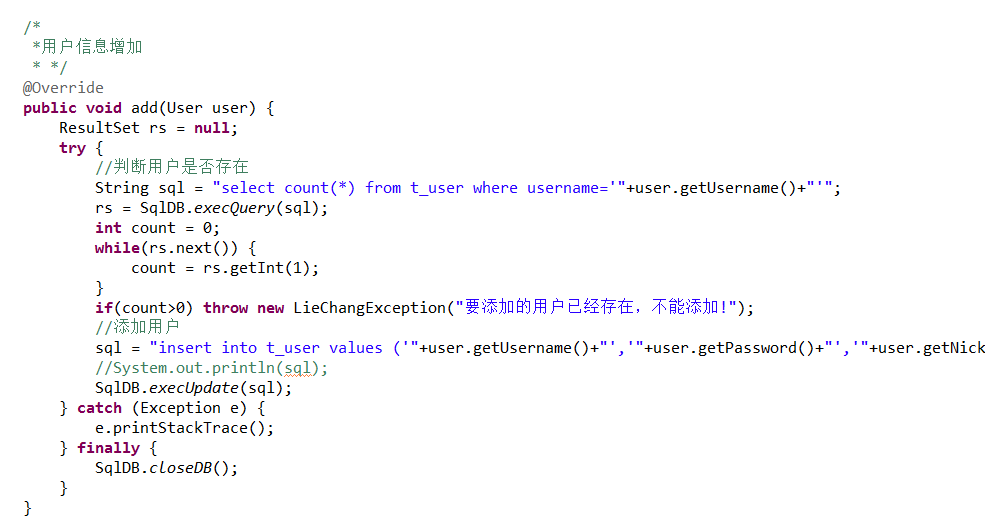 /*
 *用户信息增加
 * */
@Override
public void add(User user) {
    ResultSet rs = null;
    try {
        //判断用户是否存在
        String sql = "select count(*) from t_user where username='"+user.getUsername()+"'";
        rs = SqlDB.execQuery(sql);
        int count = 0;
        while(rs.next()) {
            count = rs.getInt(1);
        }
        if(count>0) throw new LieChangException("要添加的用户已经存在，不能添加!");
        //添加用户
        sql = "insert into t_user values ('"+user.getUsername()+"','"+user.getPassword()+"','"+user.getNick
        //System.out.println(sql);
        SqlDB.execUpdate(sql);
    } catch (Exception e) {
        e.printStackTrace();
    } finally {
        SqlDB.closeDB();
    }
}